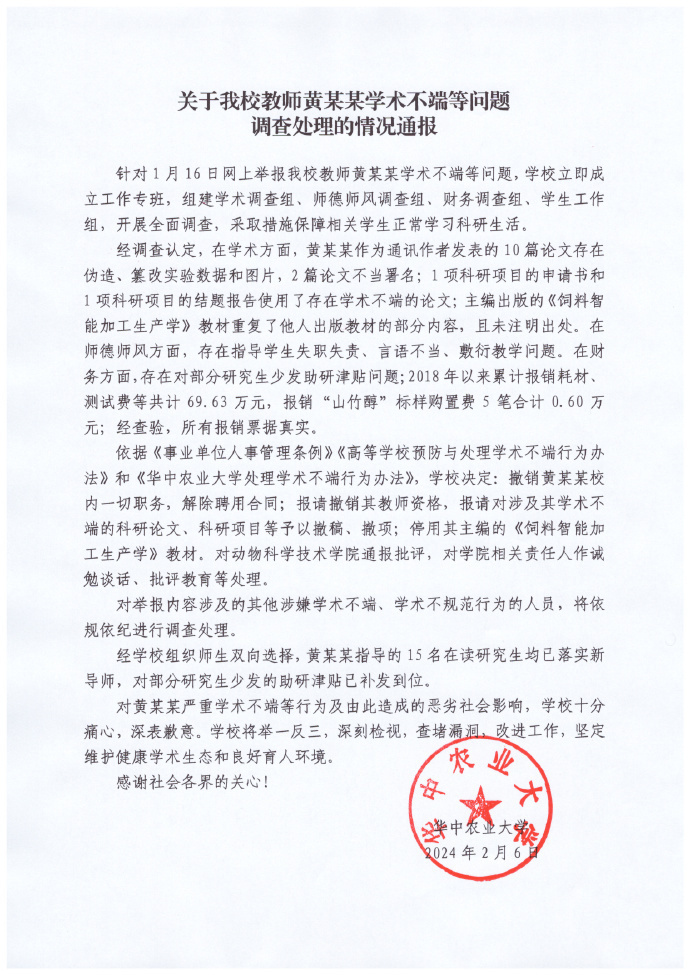 关于我校教师黄某某学术不端等问题
调查处理的情况通报
针对1月16日网上举报我校教师黄某某学术不端等问题，学校立即成
立工作专班，组建学术调查组、师德师风调查组、财务调查组、学生工作
组，开展全面调查，采取措施保障相关学生正常学习科研生活。
经调查认定，在学术方面，黄某某作为通讯作者发表的10篇论文存在
伪造、篡改实验数据和图片，2篇论文不当署名；1项科研项目的申请书和
1项科研项目的结题报告使用了存在学术不端的论文；主编出版的《饲料智
能加工生产学》教材重复了他人出版教材的部分内容，且未注明出处。在
师德师风方面，存在指导学生失职失责、言语不当、敷衍教学问题。在财
务方面，存在对部分研究生少发助研津贴问题；2018年以来累计报销耗材、
测试费等共计69.63万元，报销“山竹醇”标样购置费5笔合计0.60万
元；经查验，所有报销票据真实。
依据《事业单位人事管理条例》《高等学校预防与处理学术不端行为办
法》和《华中农业大学处理学术不端行为办法》，学校决定：撤销黄某某校
内一切职务，解除聘用合同；报请撤销其教师资格，报请对涉及其学术不
端的科研论文、科研项目等予以撤稿、撤项；停用其主编的《饲料智能加
工生产学》教材。对动物科学技术学院通报批评，对学院相关责任人作诫
勉谈话、批评教育等处理。
对举报内容涉及的其他涉嫌学术不端、学术不规范行为的人员，将依
规依纪进行调查处理。
经学校组织师生双向选择，黄某某指导的15名在读研究生均已落实新
导师，对部分研究生少发的助研津贴已补发到位。
对黄某某严重学术不端等行为及由此造成的恶劣社会影响，学校十分
痛心，深表歉意。学校将举一反三，深刻检视，查堵漏洞，改进工作，坚定
维护健康学术生态和良好育人环境。
感谢社会各界的关心！
华中农业大学
华中农业大学
2024年2月6日